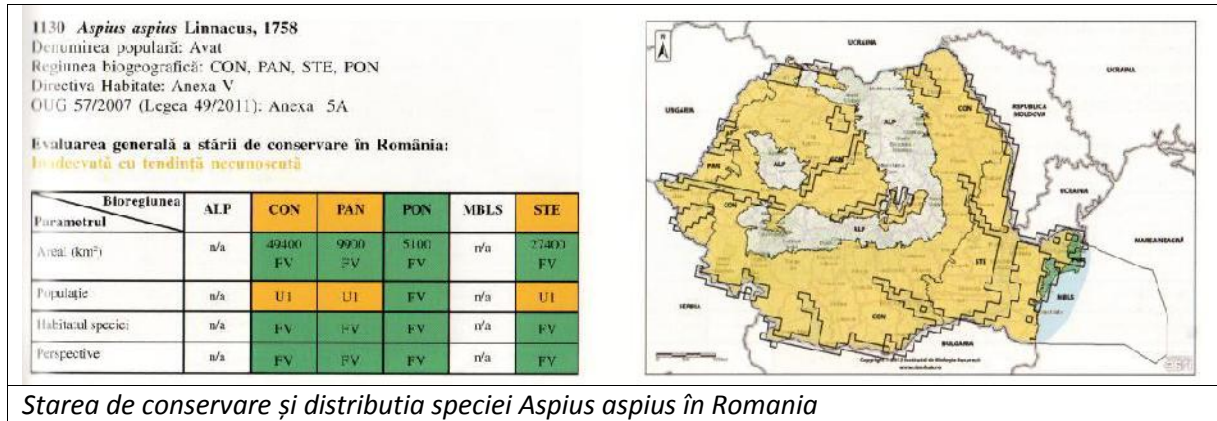 1130 Aspius aspius Linnacus, 1758
Denumirea populară: Avat
Regiunea biogeografică: CON, PAN, STE, PON
Directiva Habitate: Anexa V
OUG 57/2007 (Legea 49/2011): Anexa 5A
Evaluarea generală a stării de conservare în România:
Inadecvată cu tendință necunoscută
Bioregiunea
Parametrul
ALP CON PAN PON MBLS STE
Areal (km²) n/a 49400 9900 5100 n/a 27400
FV FV FV FV
Populație n/a U1 U1 FV n/a U1
Habitatul speciei n/a FV FV FV n/a FV
Perspective n/a FV FV FV n/a FV
N
UCRAINA
UCRAINA
UNGARIA
CON
REPUBLICA
MOLDOVA
ALP
CON
PAN
ALP
UCRAINA
CON
ALP
MAREA NEAGRĂ
STE
MBLS
SERBIA
CON
BULGARIA
Starea de conservare și distributia speciei Aspius aspius în Romania